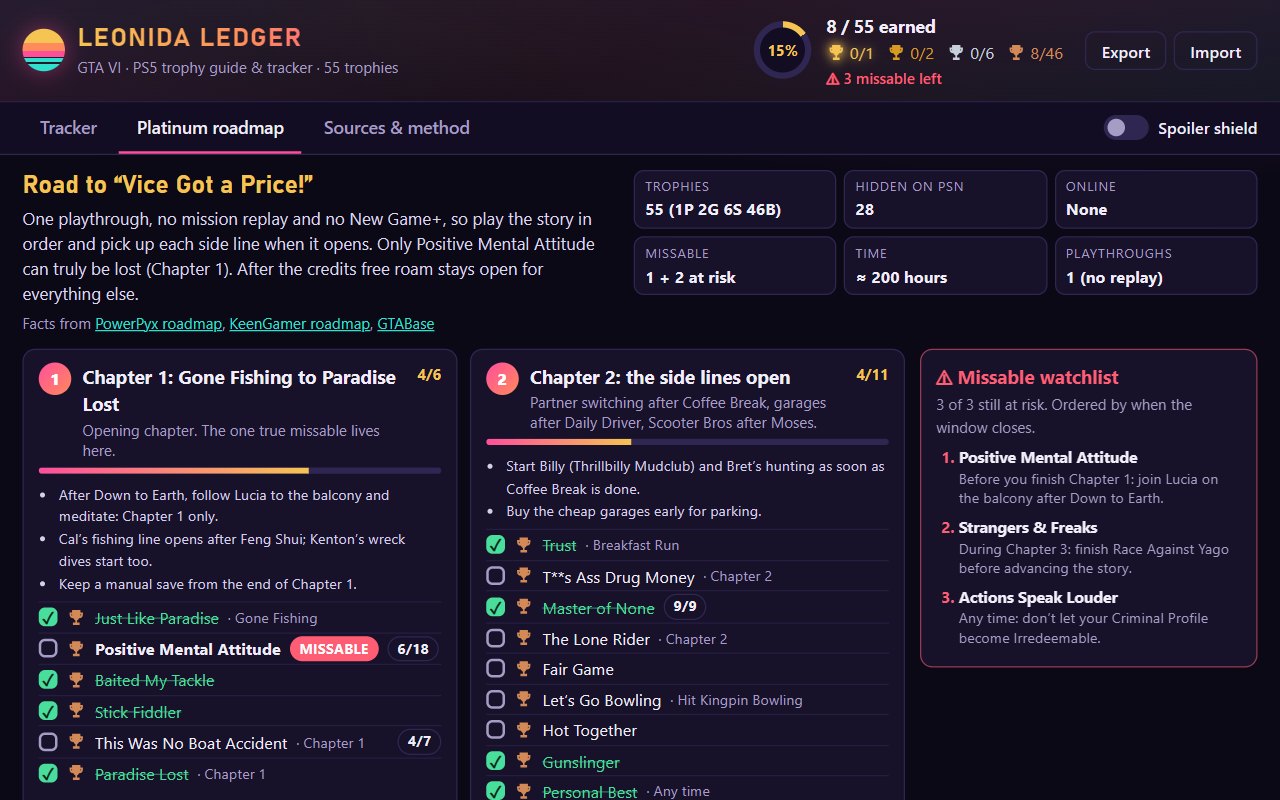 LEONIDA LEDGER
GTA VI · PS5 trophy guide & tracker · 55 trophies
15%
8 / 55 earned
0/1 0/2 0/6 8/46
⚠ 3 missable left
Export
Import
Tracker
Platinum roadmap
Sources & method
Spoiler shield
Road to “Vice Got a Price!”
One playthrough, no mission replay and no New Game+, so play the story in
order and pick up each side line when it opens. Only Positive Mental Attitude
can truly be lost (Chapter 1). After the credits free roam stays open for
everything else.
Facts from PowerPyx roadmap, KeenGamer roadmap, GTABase
TROPHIES
55 (1P 2G 6S 46B)
HIDDEN ON PSN
28
ONLINE
None
MISSABLE
1 + 2 at risk
TIME
≈ 200 hours
PLAYTHROUGHS
1 (no replay)
1
Chapter 1: Gone Fishing to Paradise
Lost
4/6
Opening chapter. The one true missable lives
here.
• After Down to Earth, follow Lucia to the balcony and
meditate: Chapter 1 only.
• Cal’s fishing line opens after Feng Shui; Kenton’s wreck
dives start too.
• Keep a manual save from the end of Chapter 1.
Just Like Paradise · Gone Fishing
Positive Mental Attitude MISSABLE 6/18
Baited My Tackle
Stick Fiddler
This Was No Boat Accident · Chapter 1 4/7
Paradise Lost · Chapter 1
2
Chapter 2: the side lines open
4/11
Partner switching after Coffee Break, garages
after Daily Driver, Scooter Bros after Moses.
• Start Billy (Thrillbilly Mudclub) and Bret’s hunting as soon as
Coffee Break is done.
• Buy the cheap garages early for parking.
Trust · Breakfast Run
T**s Ass Drug Money · Chapter 2
Master of None 9/9
The Lone Rider · Chapter 2
Fair Game
Let’s Go Bowling · Hit Kingpin Bowling
Hot Together
Gunslinger
Personal Best · Any time
⚠ Missable watchlist
3 of 3 still at risk. Ordered by when the
window closes.
1. Positive Mental Attitude
Before you finish Chapter 1: join Lucia on
the balcony after Down to Earth.
2. Strangers & Freaks
During Chapter 3: finish Race Against Yago
before advancing the story.
3. Actions Speak Louder
Any time: don’t let your Criminal Profile
become Irredeemable.